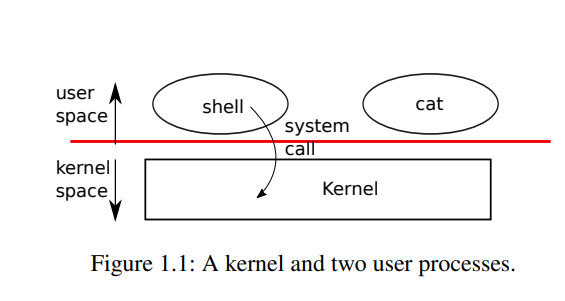 user
space
shell
cat
system
call
kernel
space
Kernel
Figure 1.1: A kernel and two user processes.